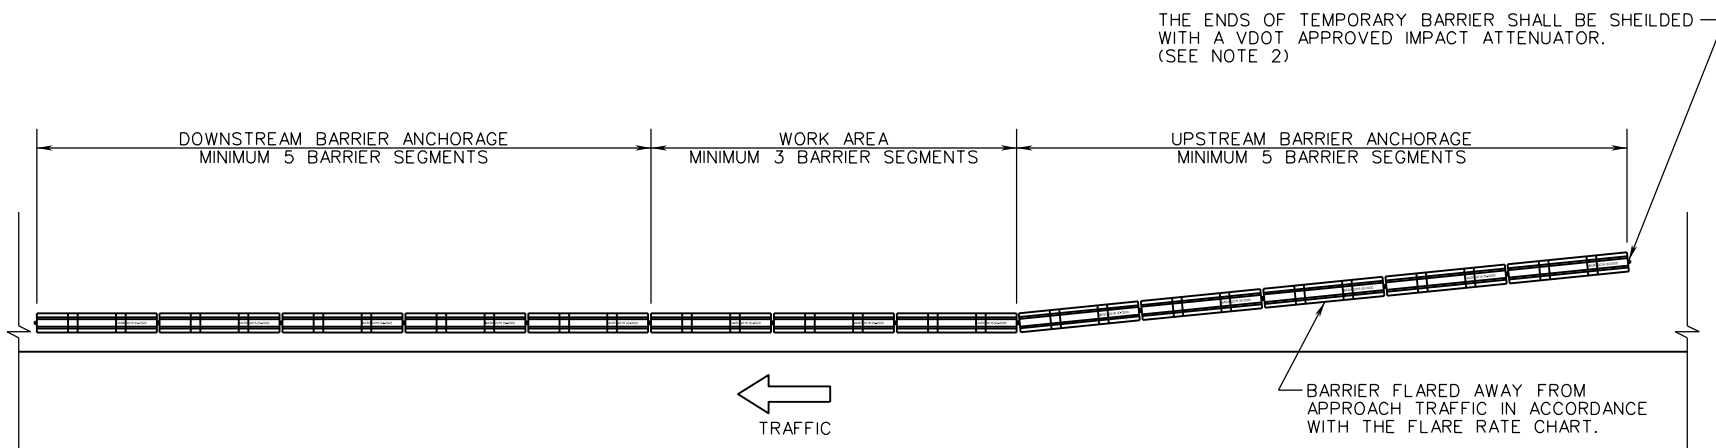 THE ENDS OF TEMPORARY BARRIER SHALL BE SHEILDED
WITH A VDOT APPROVED IMPACT ATTENUATOR.
(SEE NOTE 2)
DOWNSTREAM BARRIER ANCHORAGE
MINIMUM 5 BARRIER SEGMENTS
WORK AREA
MINIMUM 3 BARRIER SEGMENTS
UPSTREAM BARRIER ANCHORAGE
MINIMUM 5 BARRIER SEGMENTS
BARRIER FLARED AWAY FROM
APPROACH TRAFFIC IN ACCORDANCE
WITH THE FLARE RATE CHART.
TRAFFIC